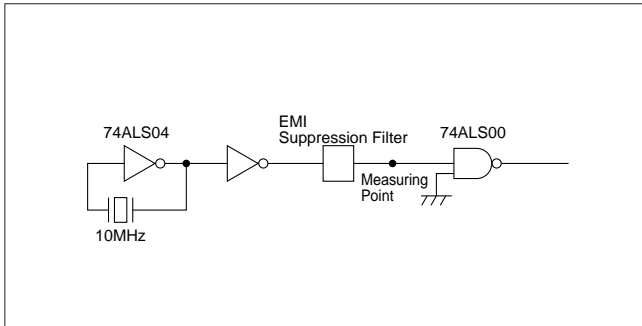 EMI
Suppression Filter
74ALS04
74ALS00
Measuring
Point
10MHz